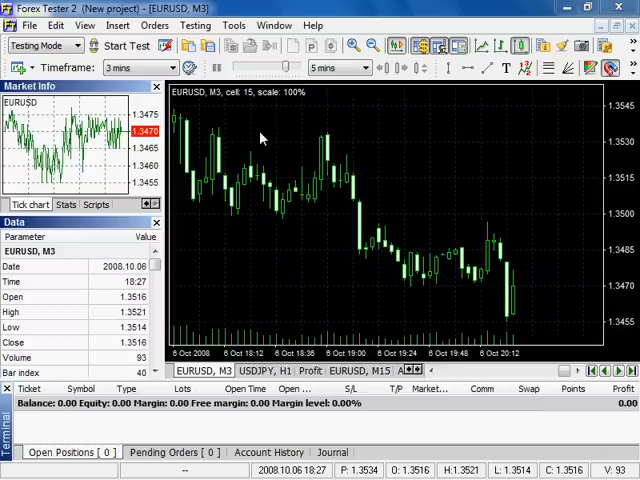 Forex Tester 2 (New project) - [EURUSD, M3]
File Edit View Insert Orders Testing Tools Window Help
Testing Mode Start Test
Timeframe: 3 mins 5 mins T
Market Info
EURUSD
1.3475
1.3470
1.3465
1.3460
1.3455
Tick chart Stats Scripts
Data
Parameter Value
EURUSD, M3
Date 2008.10.06
Time 18:27
Open 1.3516
High 1.3521
Low 1.3514
Close 1.3516
Volume 93
Bar index 40
EURUSD, M3, cell: 15, scale: 100%
1.3545
1.3530
1.3515
1.3500
1.3485
1.3470
1.3455
6 Oct 2008 6 Oct 18:12 6 Oct 18:36 6 Oct 19:00 6 Oct 19:24 6 Oct 19:48 6 Oct 20:12
EURUSD, M3 USDJPY, H1 Profit EURUSD, M15
Terminal
Ticket Symbol Type Lots Open Time Open ... S/L T/P Market... Comm Swap Points Profit
Balance: 0.00 Equity: 0.00 Margin: 0.00 Free margin: 0.00 Margin level: 0.00% 0.00
Open Positions [ 0 ] Pending Orders [ 0 ] Account History Journal
-- 2008.10.06 18:27 P: 1.3534 O: 1.3516 H:1.3521 L: 1.3514 C: 1.3516 V: 93